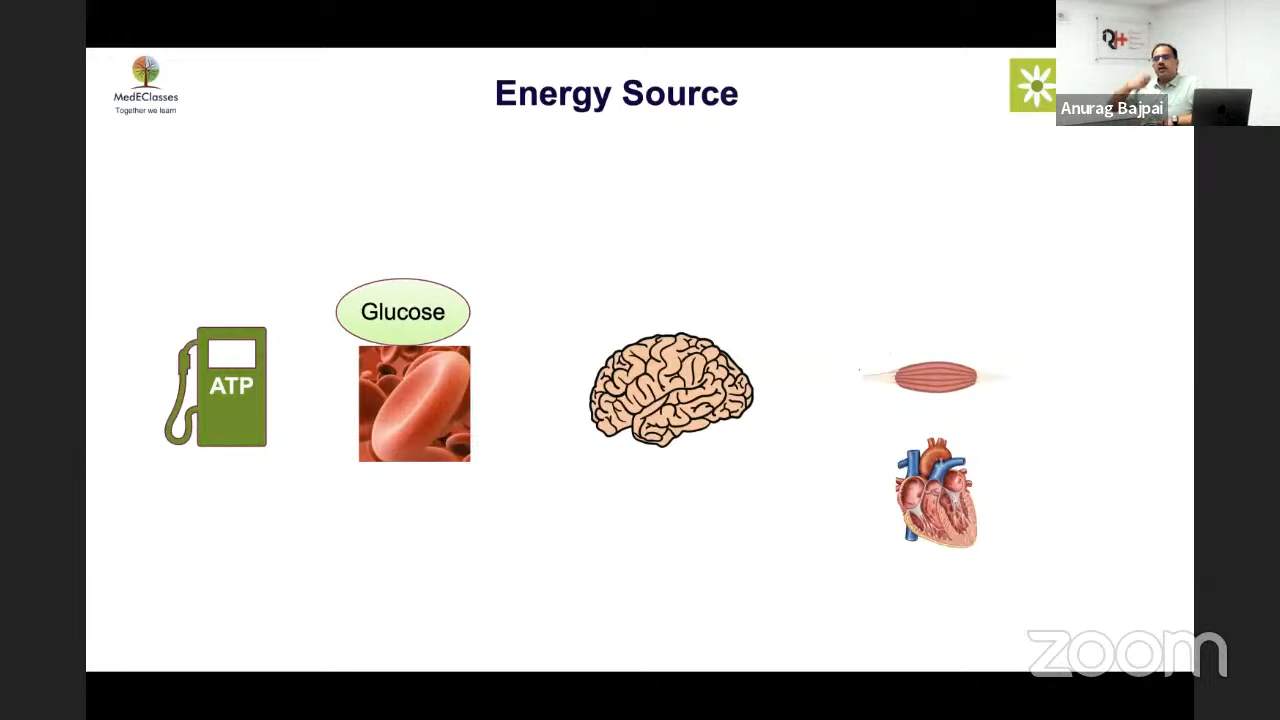 MedEClasses
Together we learn
Energy Source
Anurag Bajpai
Glucose
ATP
zoom